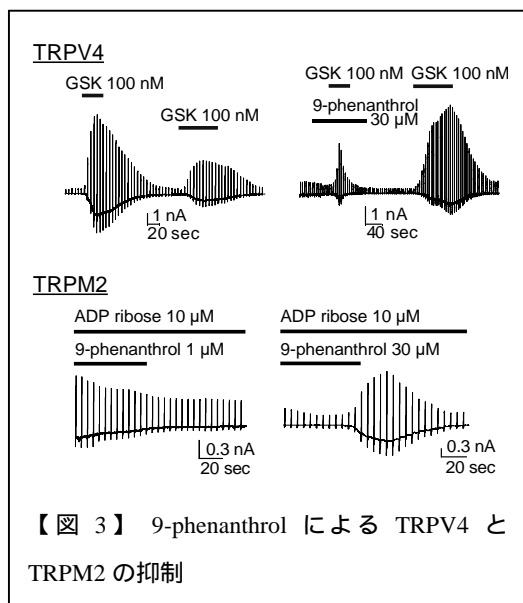 TRPV4
GSK 100 nM
GSK 100 nM
1 nA
20 sec
GSK 100 nM
GSK 100 nM
9-phenanthrol
30 µM
1 nA
40 sec
TRPM2
ADP ribose 10 µM
9-phenanthrol 1 µM
0.3 nA
20 sec
ADP ribose 10 µM
9-phenanthrol 30 µM
0.3 nA
20 sec
【図 3】 9-phenanthrol による TRPV4 と
TRPM2 の抑制